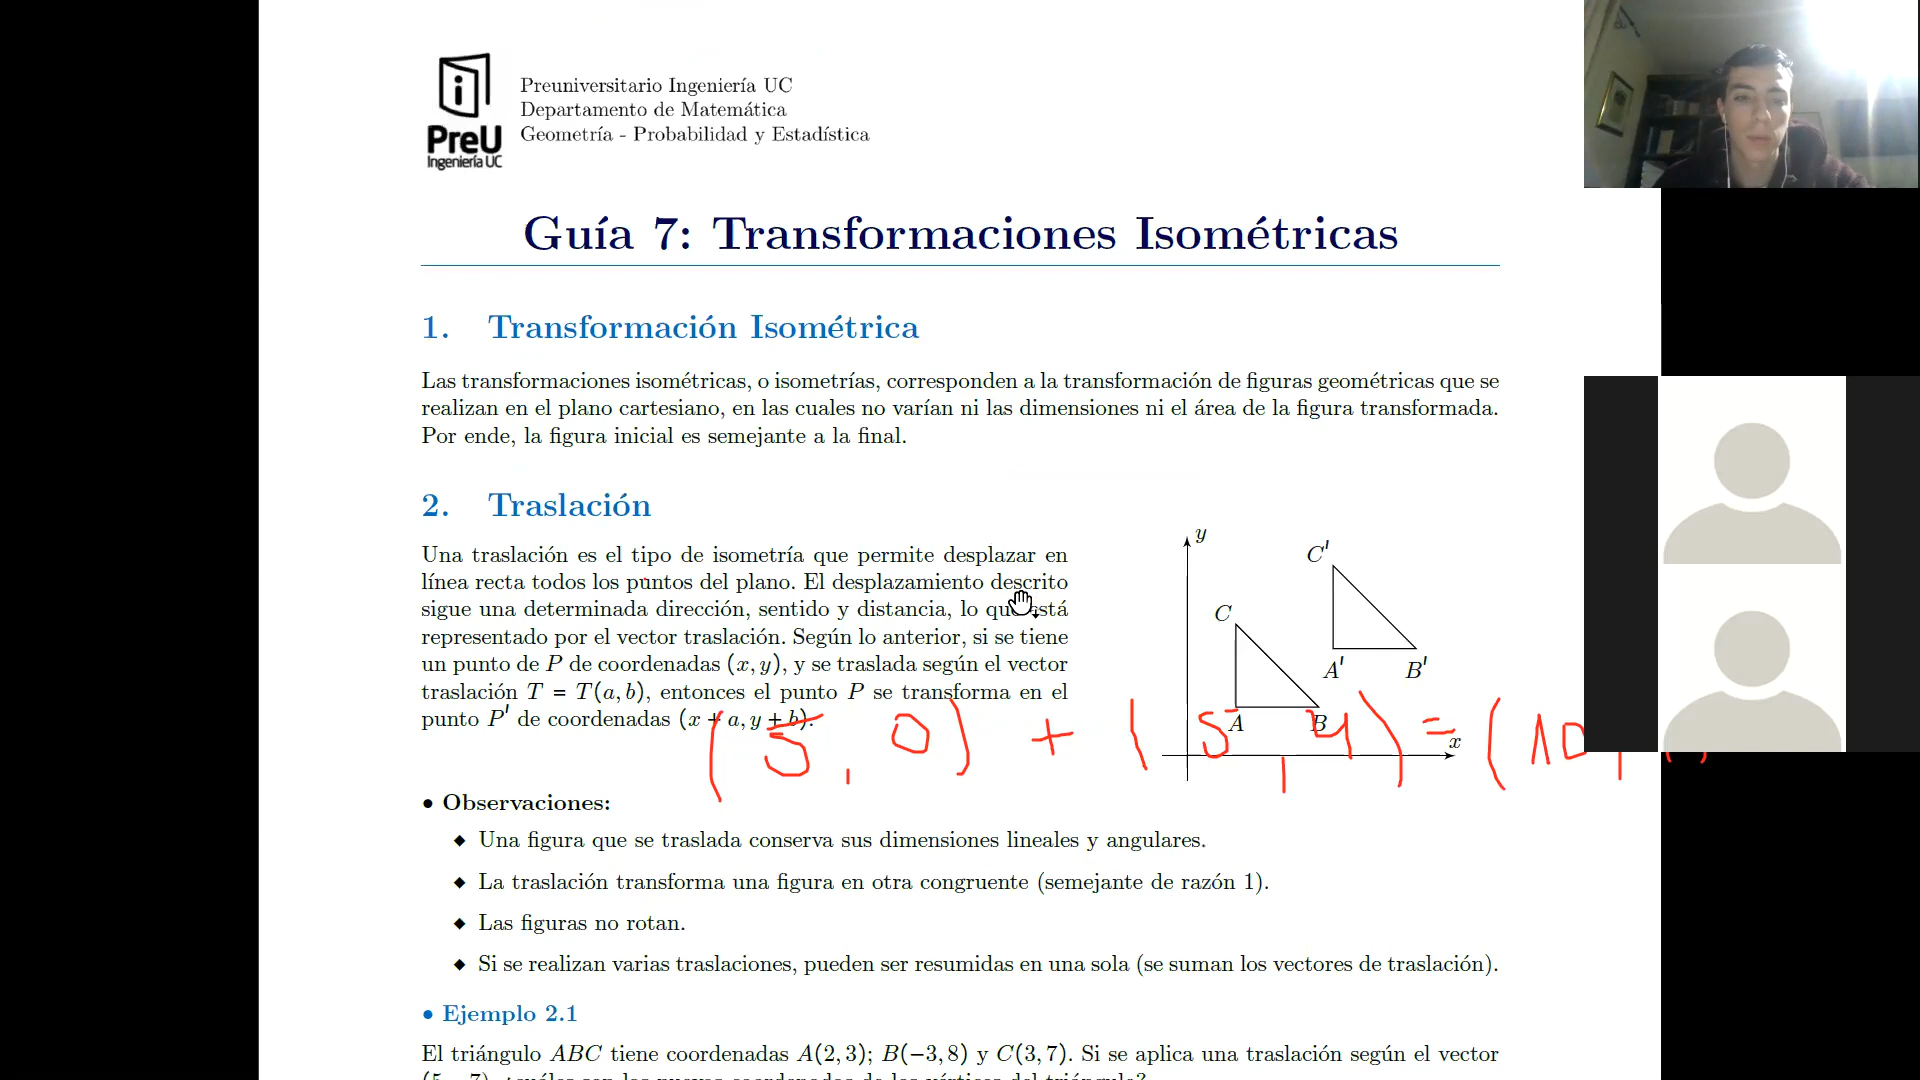 PreU
Ingeniería UC
Preuniversitario Ingeniería UC
Departamento de Matemática
Geometría - Probabilidad y Estadística
Guía 7: Transformaciones Isométricas
1. Transformación Isométrica
Las transformaciones isométricas, o isometrías, corresponden a la transformación de figuras geométricas que se
realizan en el plano cartesiano, en las cuales no varían ni las dimensiones ni el área de la figura transformada.
Por ende, la figura inicial es semejante a la final.
2. Traslación
Una traslación es el tipo de isometría que permite desplazar en
línea recta todos los puntos del plano. El desplazamiento descrito
sigue una determinada dirección, sentido y distancia, lo que está
representado por el vector traslación. Según lo anterior, si se tiene
un punto de P de coordenadas (x, y), y se traslada según el vector
traslación T = T(a, b), entonces el punto P se transforma en el
punto P' de coordenadas (x + a, y + b).
y
C'
C
A'
B'
A
B
x
(5, 0) + (5, 4) = (10,
• Observaciones:
◆ Una figura que se traslada conserva sus dimensiones lineales y angulares.
◆ La traslación transforma una figura en otra congruente (semejante de razón 1).
◆ Las figuras no rotan.
◆ Si se realizan varias traslaciones, pueden ser resumidas en una sola (se suman los vectores de traslación).
• Ejemplo 2.1
El triángulo ABC tiene coordenadas A(2, 3); B(−3, 8) y C(3, 7). Si se aplica una traslación según el vector